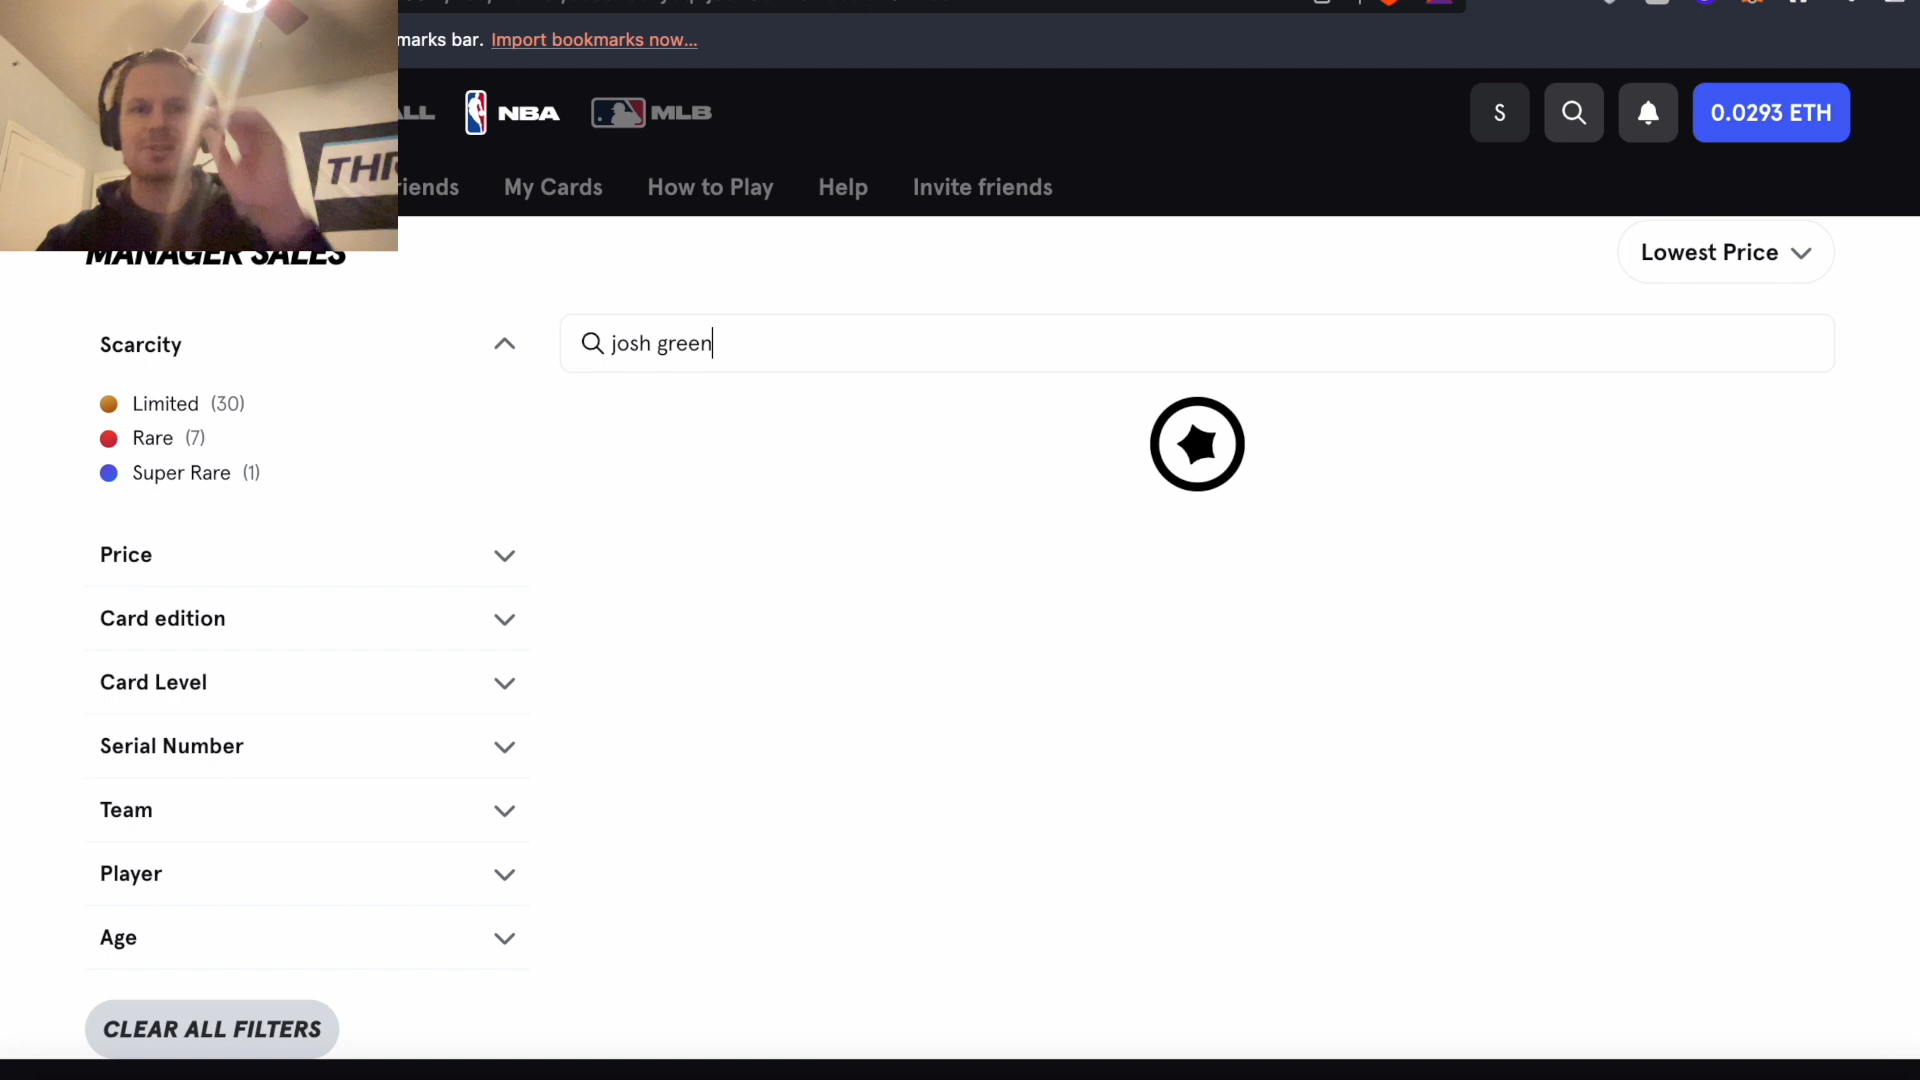 marks bar. Import bookmarks now...
NBA
MLB
S
0.0293 ETH
My Cards
How to Play
Help
Invite friends
MANAGER SALES
Lowest Price
Scarcity
josh green
Limited (30)
Rare (7)
Super Rare (1)
Price
Card edition
Card Level
Serial Number
Team
Player
Age
CLEAR ALL FILTERS